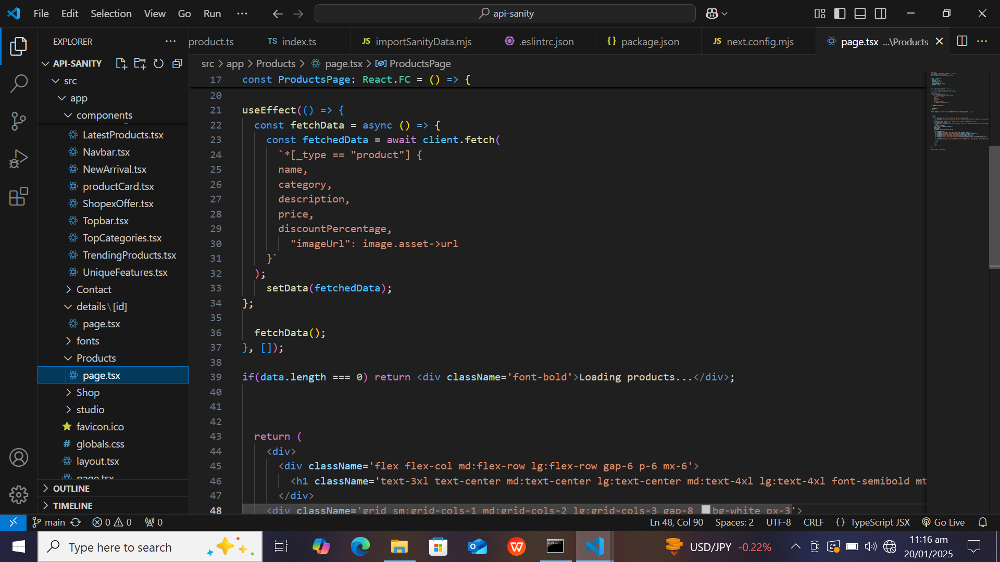 File Edit Selection View Go Run ··· api-sanity
EXPLORER ···
product.ts TS index.ts JS importSanityData.mjs .eslintrc.json {} package.json JS next.config.mjs page.tsx ...\Products
API-SANITY
src > app > Products > page.tsx > ProductsPage
src
app
components
LatestProducts.tsx
Navbar.tsx
NewArrival.tsx
productCard.tsx
ShopexOffer.tsx
Topbar.tsx
TopCategories.tsx
TrendingProducts.tsx
UniqueFeatures.tsx
Contact
details\[id]
page.tsx
fonts
Products
page.tsx
Shop
studio
favicon.ico
# globals.css
layout.tsx
page.tsx
OUTLINE
TIMELINE
17 const ProductsPage: React.FC = () => {
20
21 useEffect(() => {
22 const fetchData = async () => {
23 const fetchedData = await client.fetch(
24 `*[_type == "product"] {
25 name,
26 category,
27 description,
28 price,
29 discountPercentage,
30 "imageUrl": image.asset->url
31 }`
32 );
33 setData(fetchedData);
34 };
35
36 fetchData();
37 }, []);
38
39 if(data.length === 0) return <div className='font-bold'>Loading products...</div>;
40
41
42
43 return (
44 <div>
45 <div className='flex flex-col md:flex-row lg:flex-row gap-6 p-6 mx-6'>
46 <h1 className='text-3xl text-center md:text-center lg:text-center md:text-4xl lg:text-4xl font-semibold mt
47 </div>
48 <div className='grid sm:grid-cols-1 md:grid-cols-2 lg:grid-cols-3 gap-8 bg-white px-3'>
main 0 0 0 Ln 48, Col 90 Spaces: 2 UTF-8 CRLF {} TypeScript JSX Go Live
Type here to search USD/JPY -0.22% 11:16 am
20/01/2025